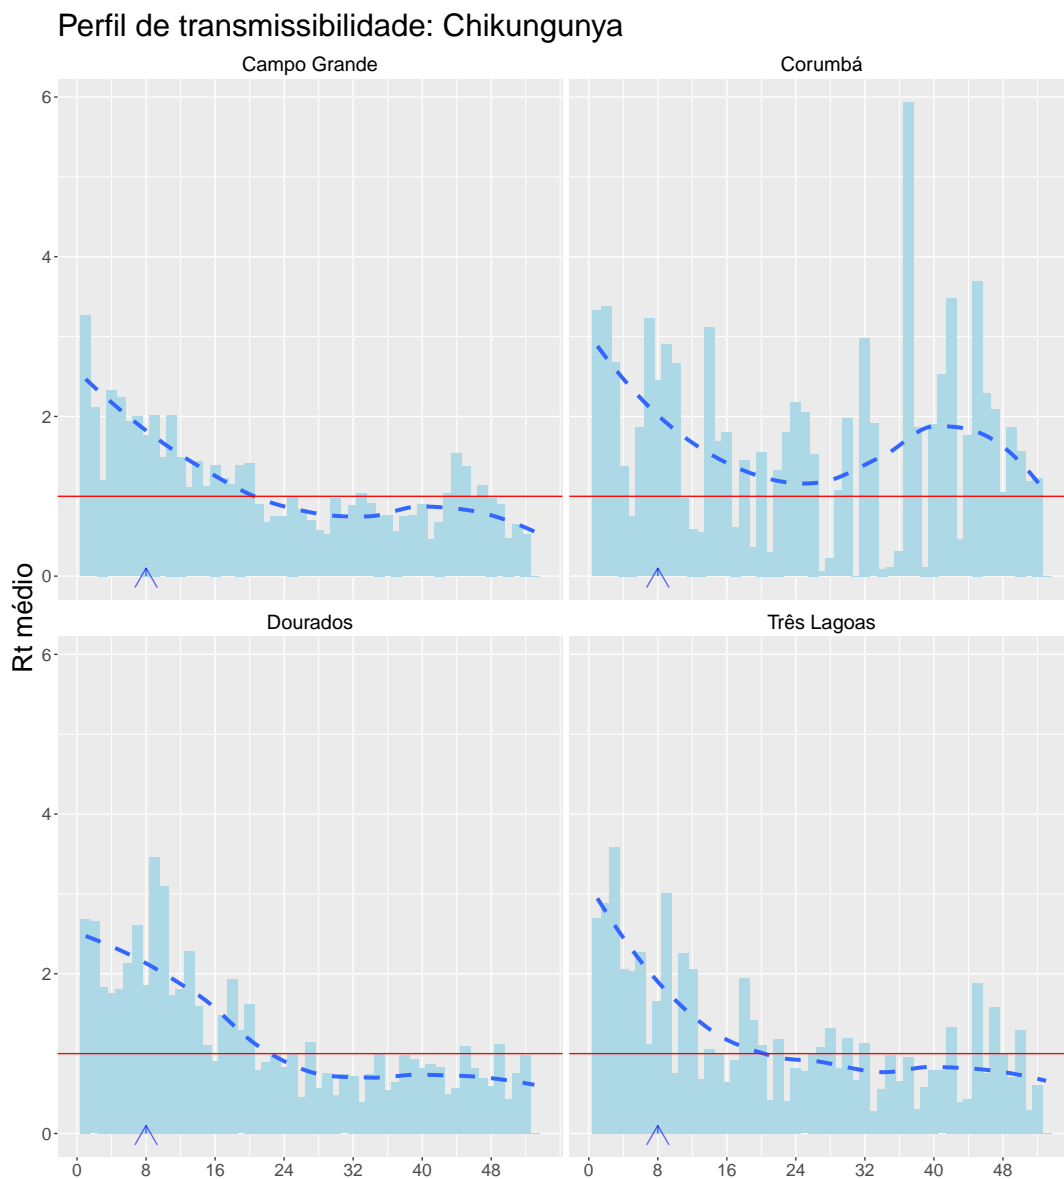 Perfil de transmissibilidade: Chikungunya
Campo Grande
Corumbá
6
4
2
0
Rt médio
Dourados
Três Lagoas
6
4
2
0
0 8 16 24 32 40 48
0 8 16 24 32 40 48